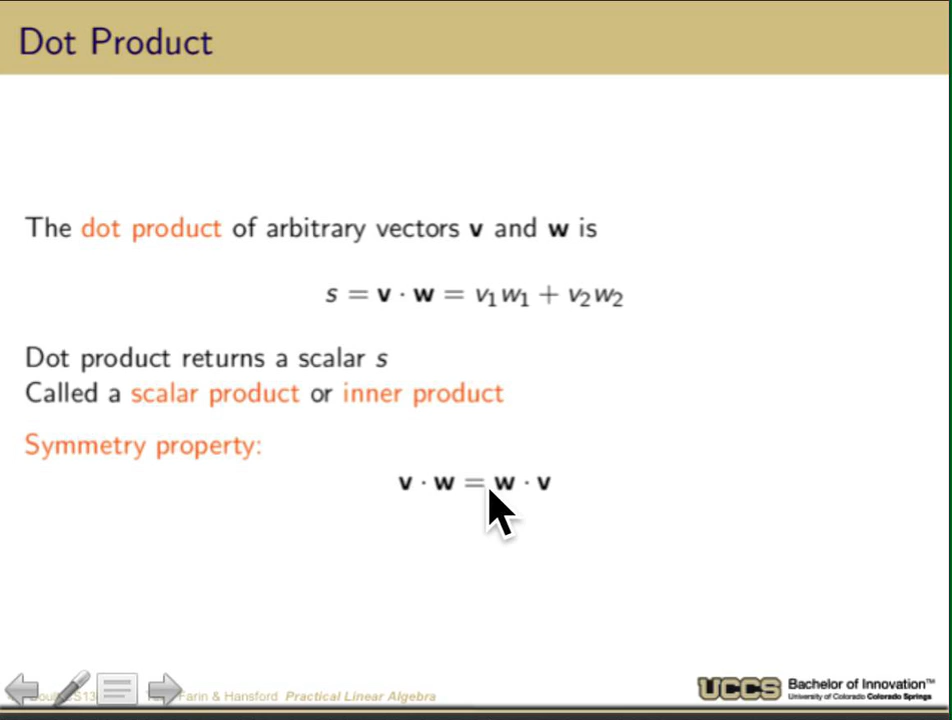 Dot Product
The dot product of arbitrary vectors v and w is
s = v · w = v₁w₁ + v₂w₂
Dot product returns a scalar s
Called a scalar product or inner product
Symmetry property:
v · w = w · v
Farin & Hansford Practical Linear Algebra
UCCS
Bachelor of Innovation™
University of Colorado Colorado Springs